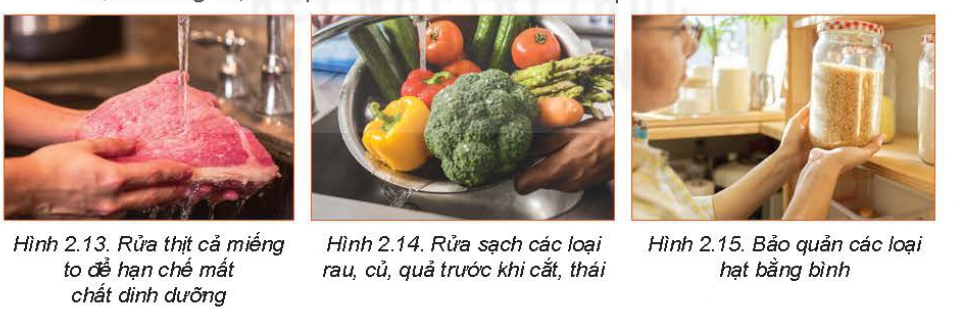 Hình 2.13. Rửa thịt cả miếng
to để hạn chế mất
chất dinh dưỡng
Hình 2.14. Rửa sạch các loại
rau, củ, quả trước khi cắt, thái
Hình 2.15. Bảo quản các loại
hạt bằng bình